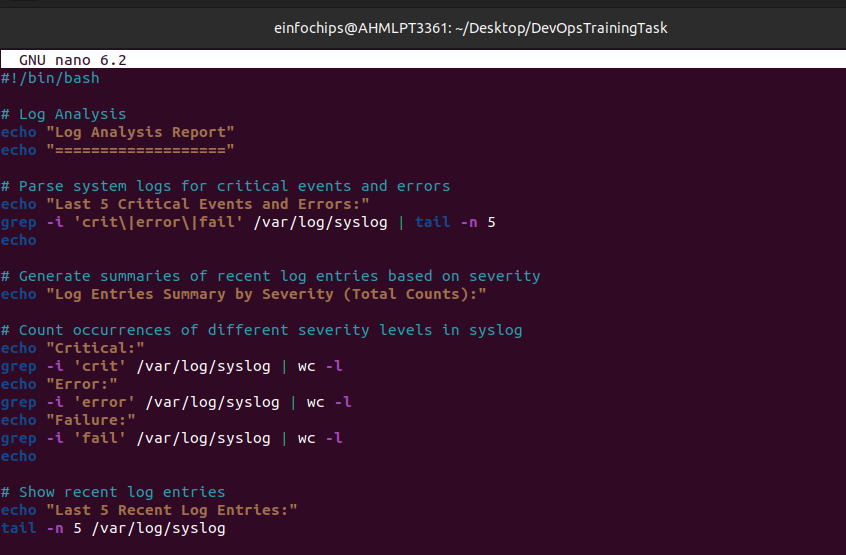 einfochips@AHMLPT3361: ~/Desktop/DevOpsTrainingTask
GNU nano 6.2
#!/bin/bash
# Log Analysis
echo "Log Analysis Report"
echo "==================="
# Parse system logs for critical events and errors
echo "Last 5 Critical Events and Errors:"
grep -i 'crit\|error\|fail' /var/log/syslog | tail -n 5
echo
# Generate summaries of recent log entries based on severity
echo "Log Entries Summary by Severity (Total Counts):"
# Count occurrences of different severity levels in syslog
echo "Critical:"
grep -i 'crit' /var/log/syslog | wc -l
echo "Error:"
grep -i 'error' /var/log/syslog | wc -l
echo "Failure:"
grep -i 'fail' /var/log/syslog | wc -l
echo
# Show recent log entries
echo "Last 5 Recent Log Entries:"
tail -n 5 /var/log/syslog